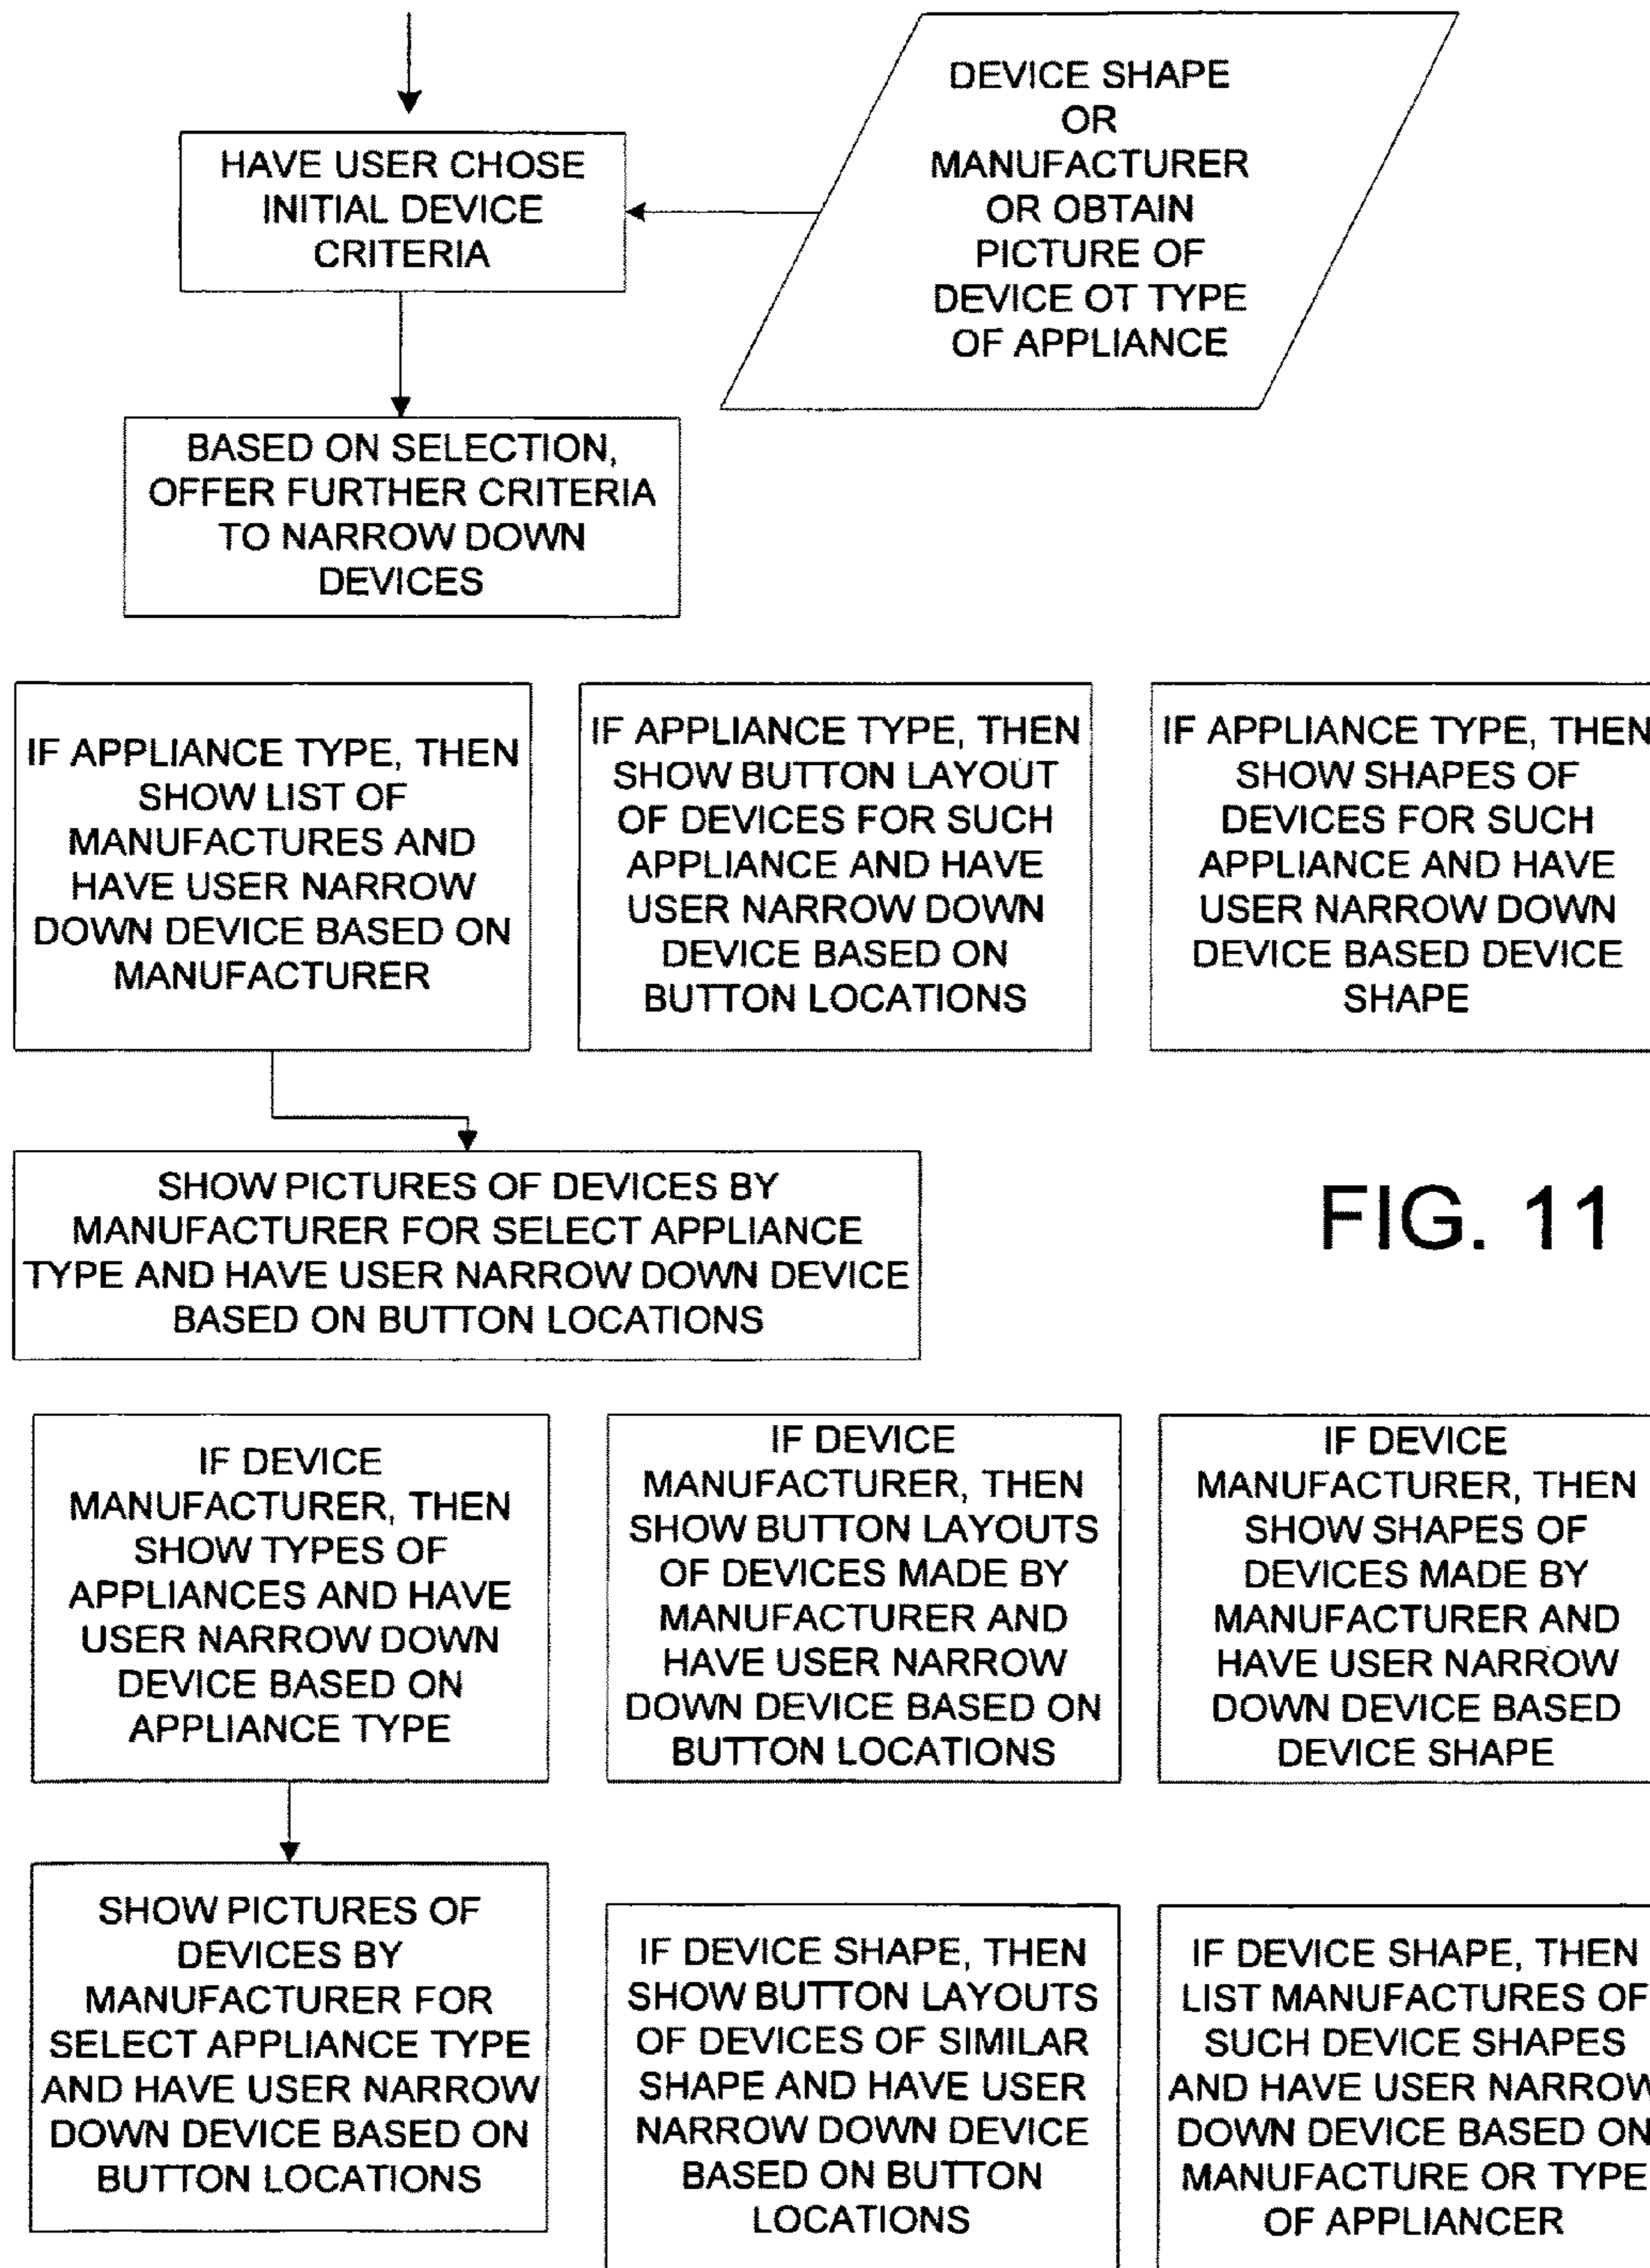 HAVE USER CHOSE
INITIAL DEVICE
CRITERIA
DEVICE SHAPE
OR
MANUFACTURER
OR OBTAIN
PICTURE OF
DEVICE OT TYPE
OF APPLIANCE
BASED ON SELECTION,
OFFER FURTHER CRITERIA
TO NARROW DOWN
DEVICES
IF APPLIANCE TYPE, THEN
SHOW LIST OF
MANUFACTURES AND
HAVE USER NARROW
DOWN DEVICE BASED ON
MANUFACTURER
IF APPLIANCE TYPE, THEN
SHOW BUTTON LAYOUT
OF DEVICES FOR SUCH
APPLIANCE AND HAVE
USER NARROW DOWN
DEVICE BASED ON
BUTTON LOCATIONS
IF APPLIANCE TYPE, THEN
SHOW SHAPES OF
DEVICES FOR SUCH
APPLIANCE AND HAVE
USER NARROW DOWN
DEVICE BASED DEVICE
SHAPE
SHOW PICTURES OF DEVICES BY
MANUFACTURER FOR SELECT APPLIANCE
TYPE AND HAVE USER NARROW DOWN DEVICE
BASED ON BUTTON LOCATIONS
FIG. 11
IF DEVICE
MANUFACTURER, THEN
SHOW TYPES OF
APPLIANCES AND HAVE
USER NARROW DOWN
DEVICE BASED ON
APPLIANCE TYPE
IF DEVICE
MANUFACTURER, THEN
SHOW BUTTON LAYOUTS
OF DEVICES MADE BY
MANUFACTURER AND
HAVE USER NARROW
DOWN DEVICE BASED ON
BUTTON LOCATIONS
IF DEVICE
MANUFACTURER, THEN
SHOW SHAPES OF
DEVICES MADE BY
MANUFACTURER AND
HAVE USER NARROW
DOWN DEVICE BASED
DEVICE SHAPE
SHOW PICTURES OF
DEVICES BY
MANUFACTURER FOR
SELECT APPLIANCE TYPE
AND HAVE USER NARROW
DOWN DEVICE BASED ON
BUTTON LOCATIONS
IF DEVICE SHAPE, THEN
SHOW BUTTON LAYOUTS
OF DEVICES OF SIMILAR
SHAPE AND HAVE USER
NARROW DOWN DEVICE
BASED ON BUTTON
LOCATIONS
IF DEVICE SHAPE, THEN
LIST MANUFACTURES OF
SUCH DEVICE SHAPES
AND HAVE USER NARROW
DOWN DEVICE BASED ON
MANUFACTURE OR TYPE
OF APPLIANCER